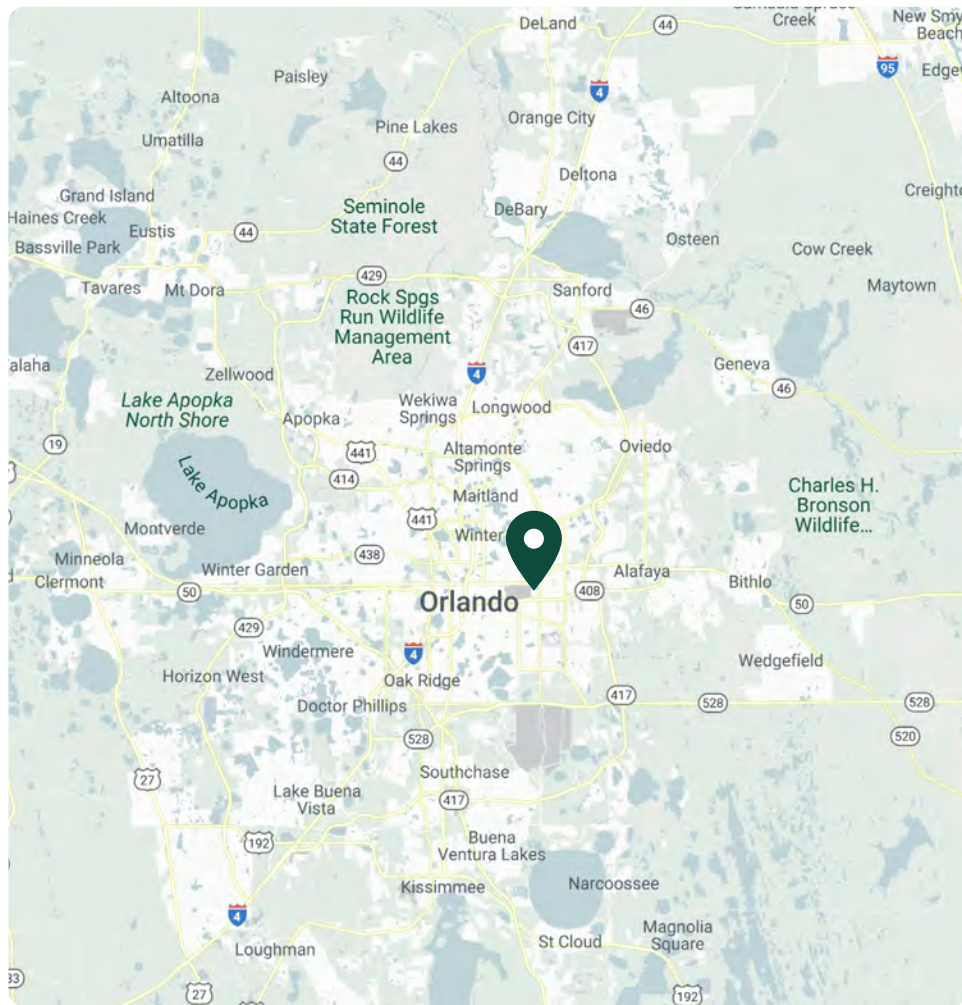 DeLand
44
New Smy
Creek
Beach
95
Edgew
Paisley
4
Altoona
Orange City
Pine Lakes
Umatilla
44
Deltona
Grand Island
Creighto
Haines Creek
Seminole
State Forest
DeBary
Eustis
44
Osteen
Bassville Park
Cow Creek
429
Maytown
Tavares
Mt Dora
Sanford
Rock Spgs
Run Wildlife
Management
Area
46
417
Yalaha
Geneva
Zellwood
4
46
Lake Apopka
North Shore
Wekiwa
Springs
Longwood
Apopka
19
441
Altamonte
Springs
Oviedo
414
Lake Apopka
Charles H.
Bronson
Wildlife...
Maitland
441
Montverde
Winter
438
Minneola
Winter Garden
Alafaya
Clermont
Bithlo
50
408
Orlando
50
429
Windermere
4
Wedgefield
Horizon West
Oak Ridge
417
Doctor Phillips
528
528
528
520
Southchase
27
Lake Buena
Vista
417
192
Buena
Ventura Lakes
Kissimmee
Narcoossee
4
Magnolia
Square
Loughman
St Cloud
33
27
192